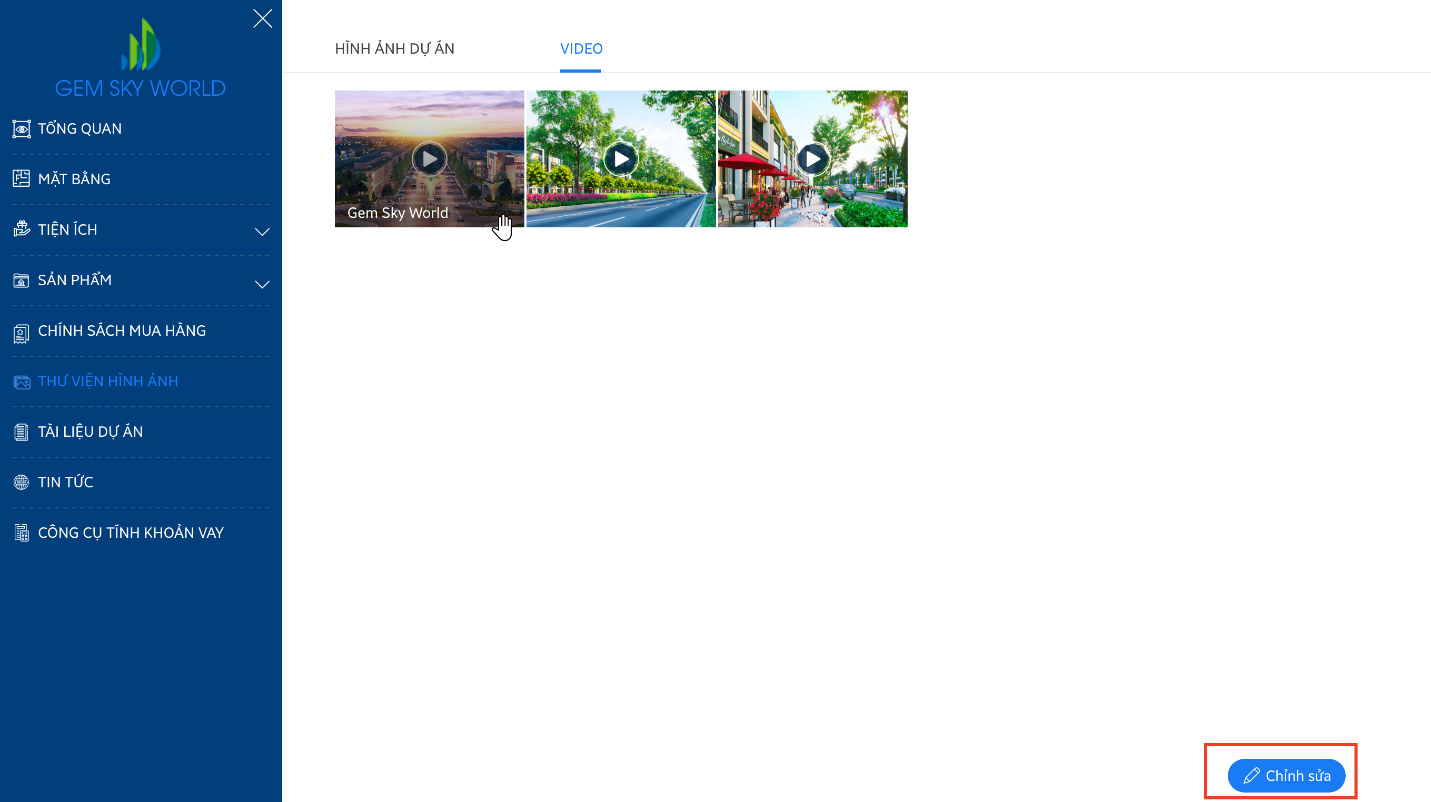 GEM SKY WORLD
TỔNG QUAN
MẶT BẰNG
TIỆN ÍCH
SẢN PHẨM
CHÍNH SÁCH MUA HÀNG
THƯ VIỆN HÌNH ẢNH
TÀI LIỆU DỰ ÁN
TIN TỨC
CÔNG CỤ TÍNH KHOẢN VAY
HÌNH ẢNH DỰ ÁN
VIDEO
Gem Sky World
Chỉnh sửa